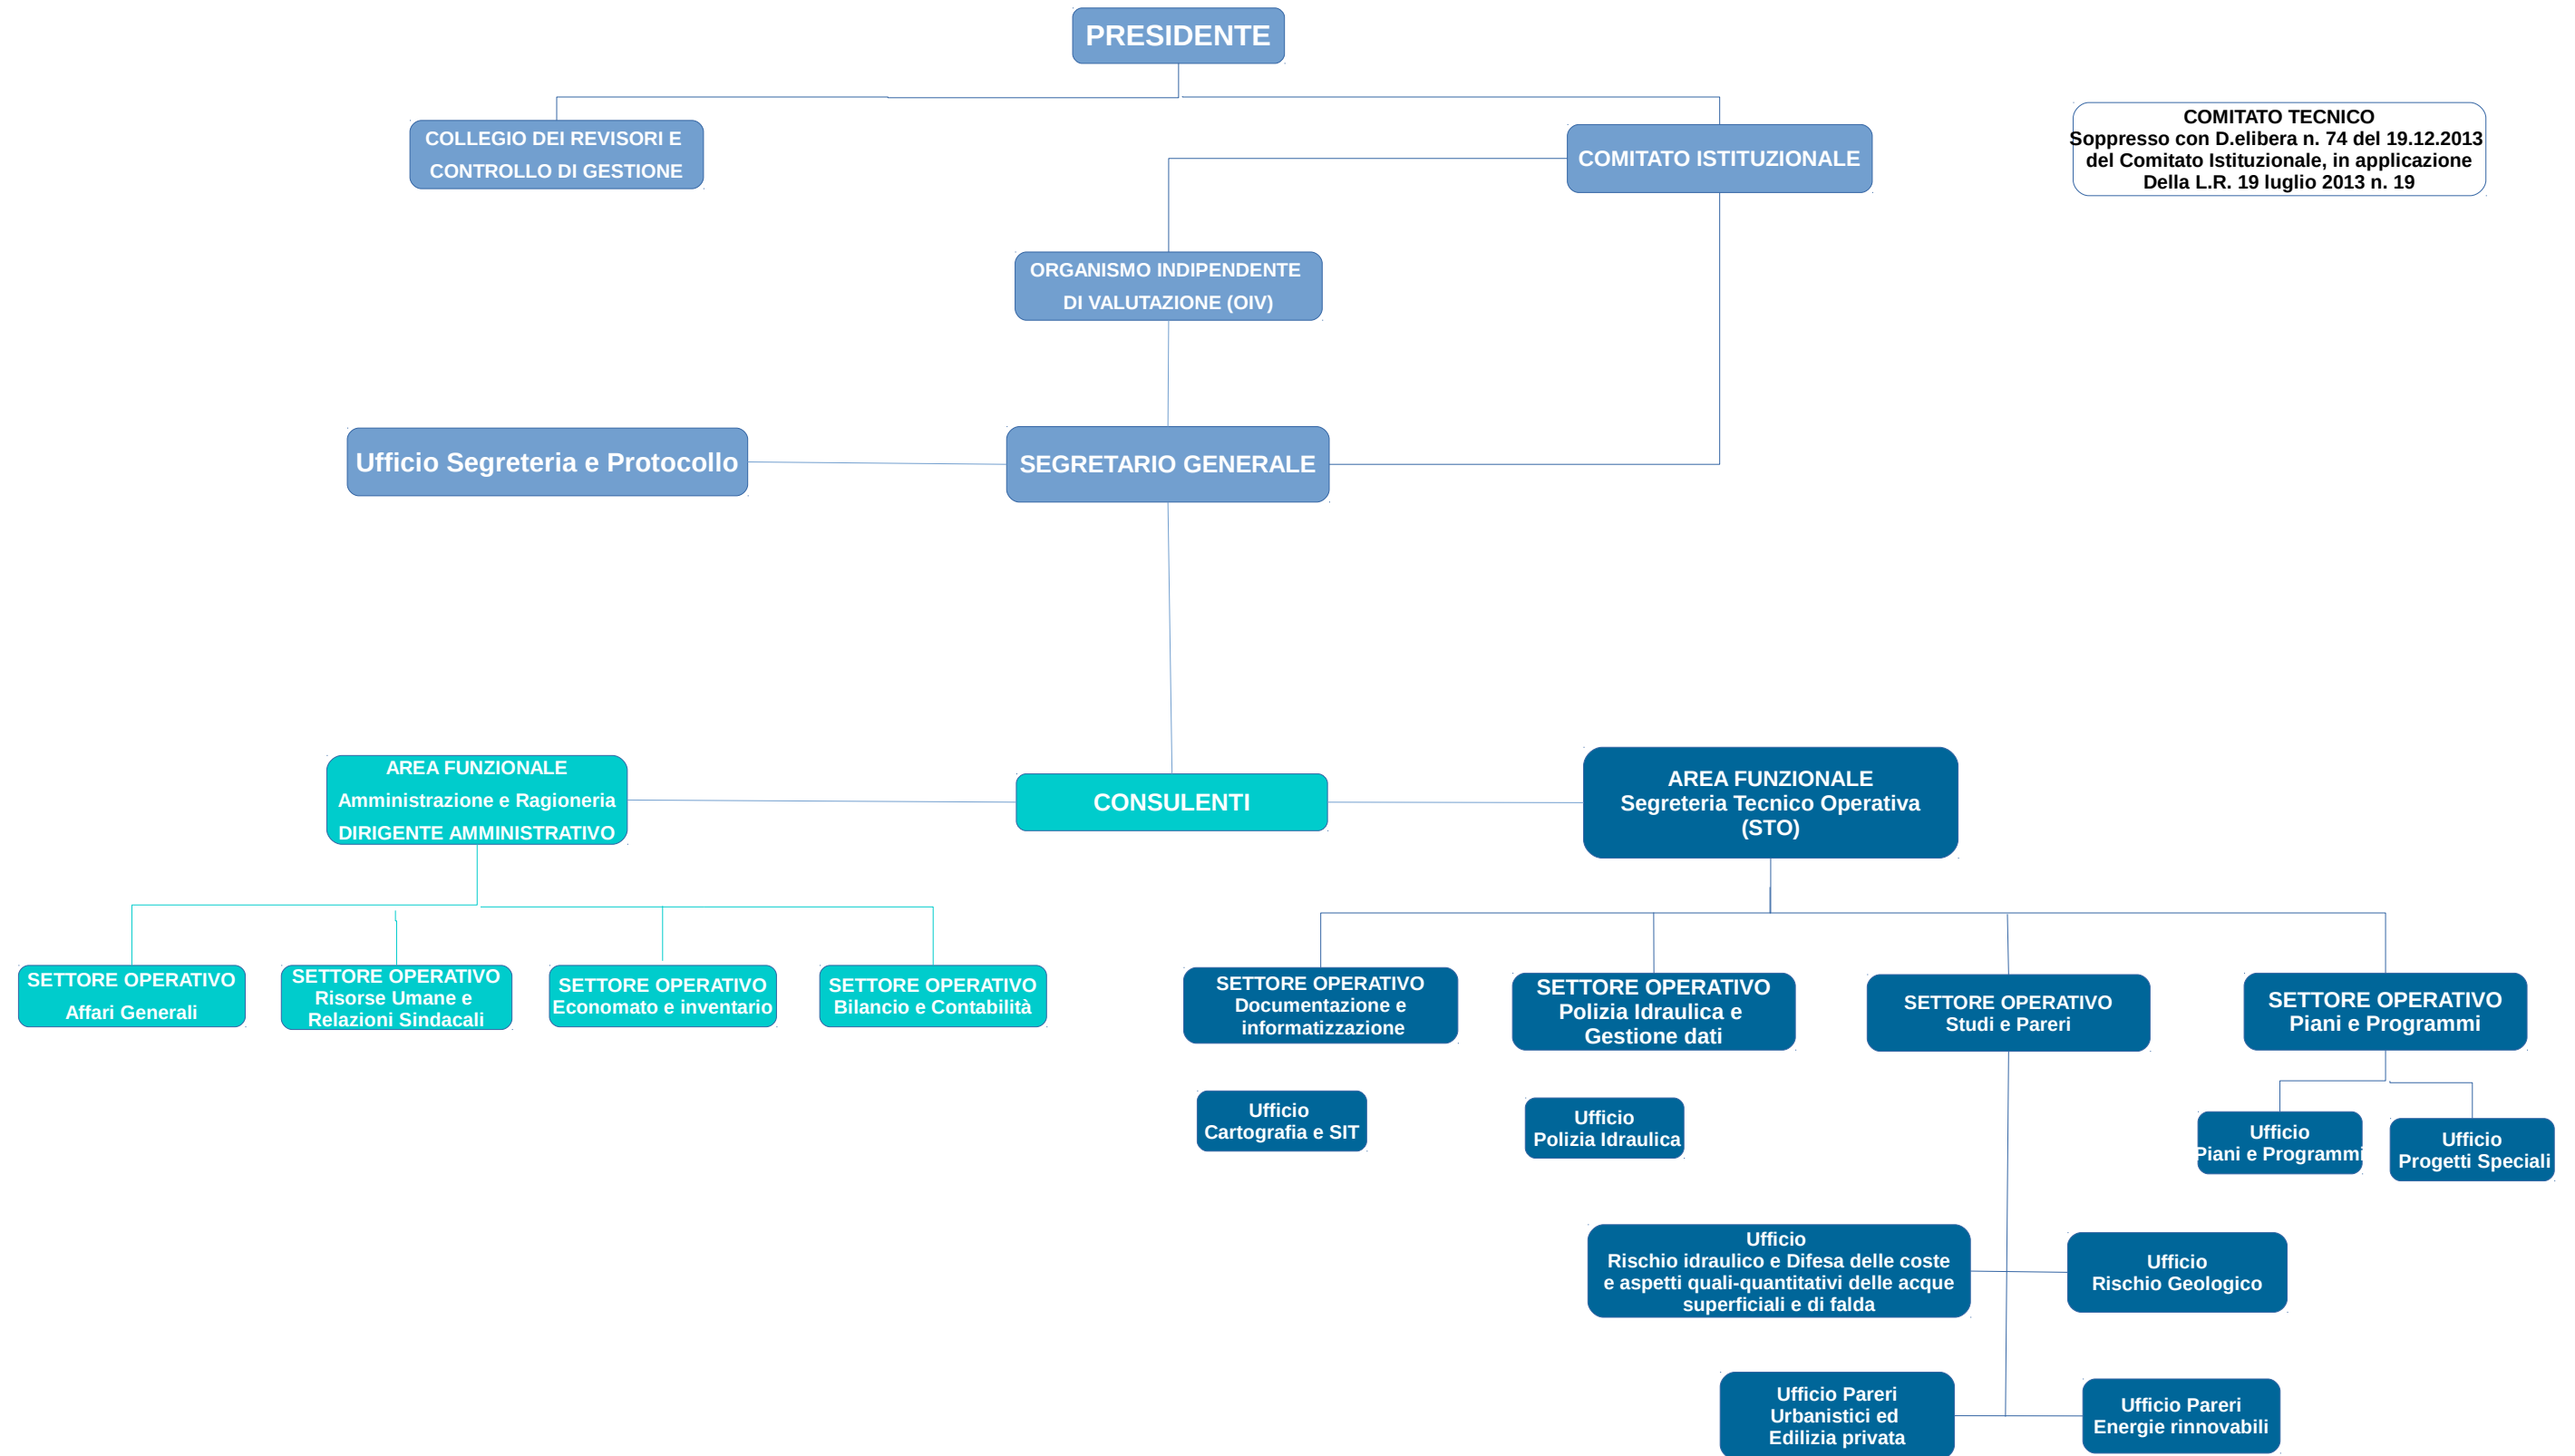 PRESIDENTE
COLLEGIO DEI REVISORI E
CONTROLLO DI GESTIONE
COMITATO ISTITUZIONALE
COMITATO TECNICO
Soppresso con D.elibera n. 74 del 19.12.2013
del Comitato Istituzionale, in applicazione
Della L.R. 19 luglio 2013 n. 19
ORGANISMO INDIPENDENTE
DI VALUTAZIONE (OIV)
Ufficio Segreteria e Protocollo
SEGRETARIO GENERALE
AREA FUNZIONALE
Amministrazione e Ragioneria
DIRIGENTE AMMINISTRATIVO
CONSULENTI
AREA FUNZIONALE
Segreteria Tecnico Operativa
(STO)
SETTORE OPERATIVO
Affari Generali
SETTORE OPERATIVO
Risorse Umane e
Relazioni Sindacali
SETTORE OPERATIVO
Economato e inventario
SETTORE OPERATIVO
Bilancio e Contabilità
SETTORE OPERATIVO
Documentazione e
informatizzazione
SETTORE OPERATIVO
Polizia Idraulica e
Gestione dati
SETTORE OPERATIVO
Studi e Pareri
SETTORE OPERATIVO
Piani e Programmi
Ufficio
Cartografia e SIT
Ufficio
Polizia Idraulica
Ufficio
Piani e Programmi
Ufficio
Progetti Speciali
Ufficio
Rischio idraulico e Difesa delle coste
e aspetti quali-quantitativi delle acque
superficiali e di falda
Ufficio
Rischio Geologico
Ufficio Pareri
Urbanistici ed
Edilizia privata
Ufficio Pareri
Energie rinnovabili